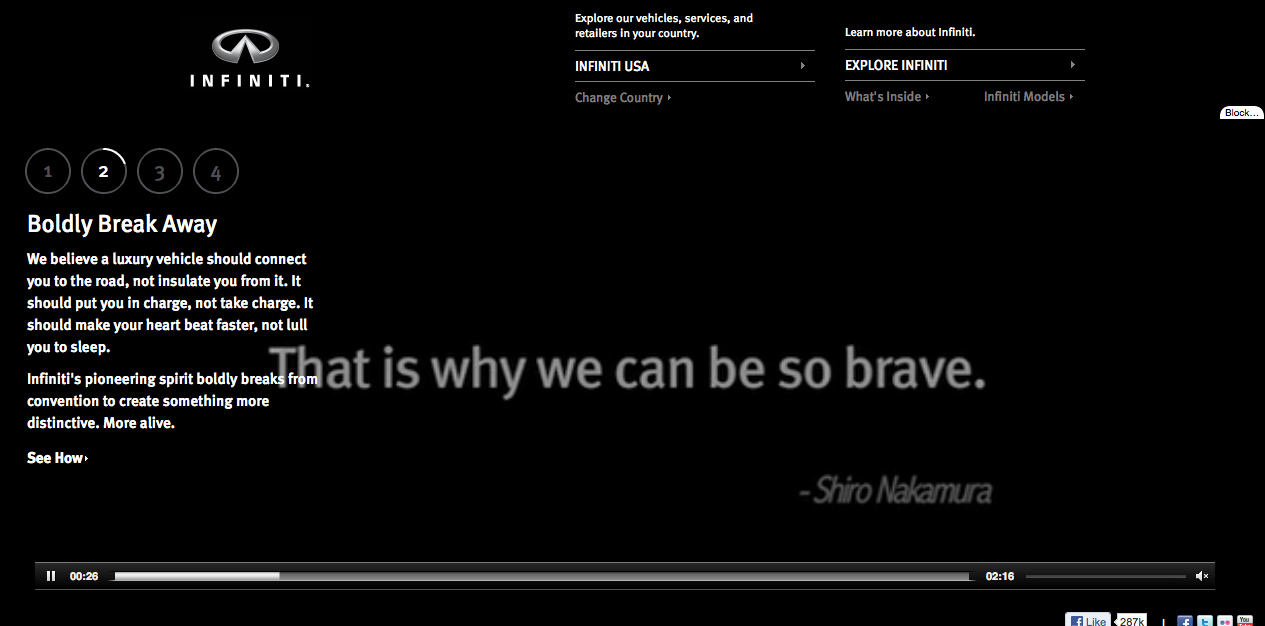 INFINITI.
Explore our vehicles, services, and
retailers in your country.
INFINITI USA
Change Country
Learn more about Infiniti.
EXPLORE INFINITI
What's Inside
Infiniti Models
Block...
1
2
3
4
Boldly Break Away
We believe a luxury vehicle should connect
you to the road, not insulate you from it. It
should put you in charge, not take charge. It
should make your heart beat faster, not lull
you to sleep.
Infiniti's pioneering spirit boldly breaks from
convention to create something more
distinctive. More alive.
See How
That is why we can be so brave.
- Shiro Nakamura
00:26
02:16
Like
287k
You